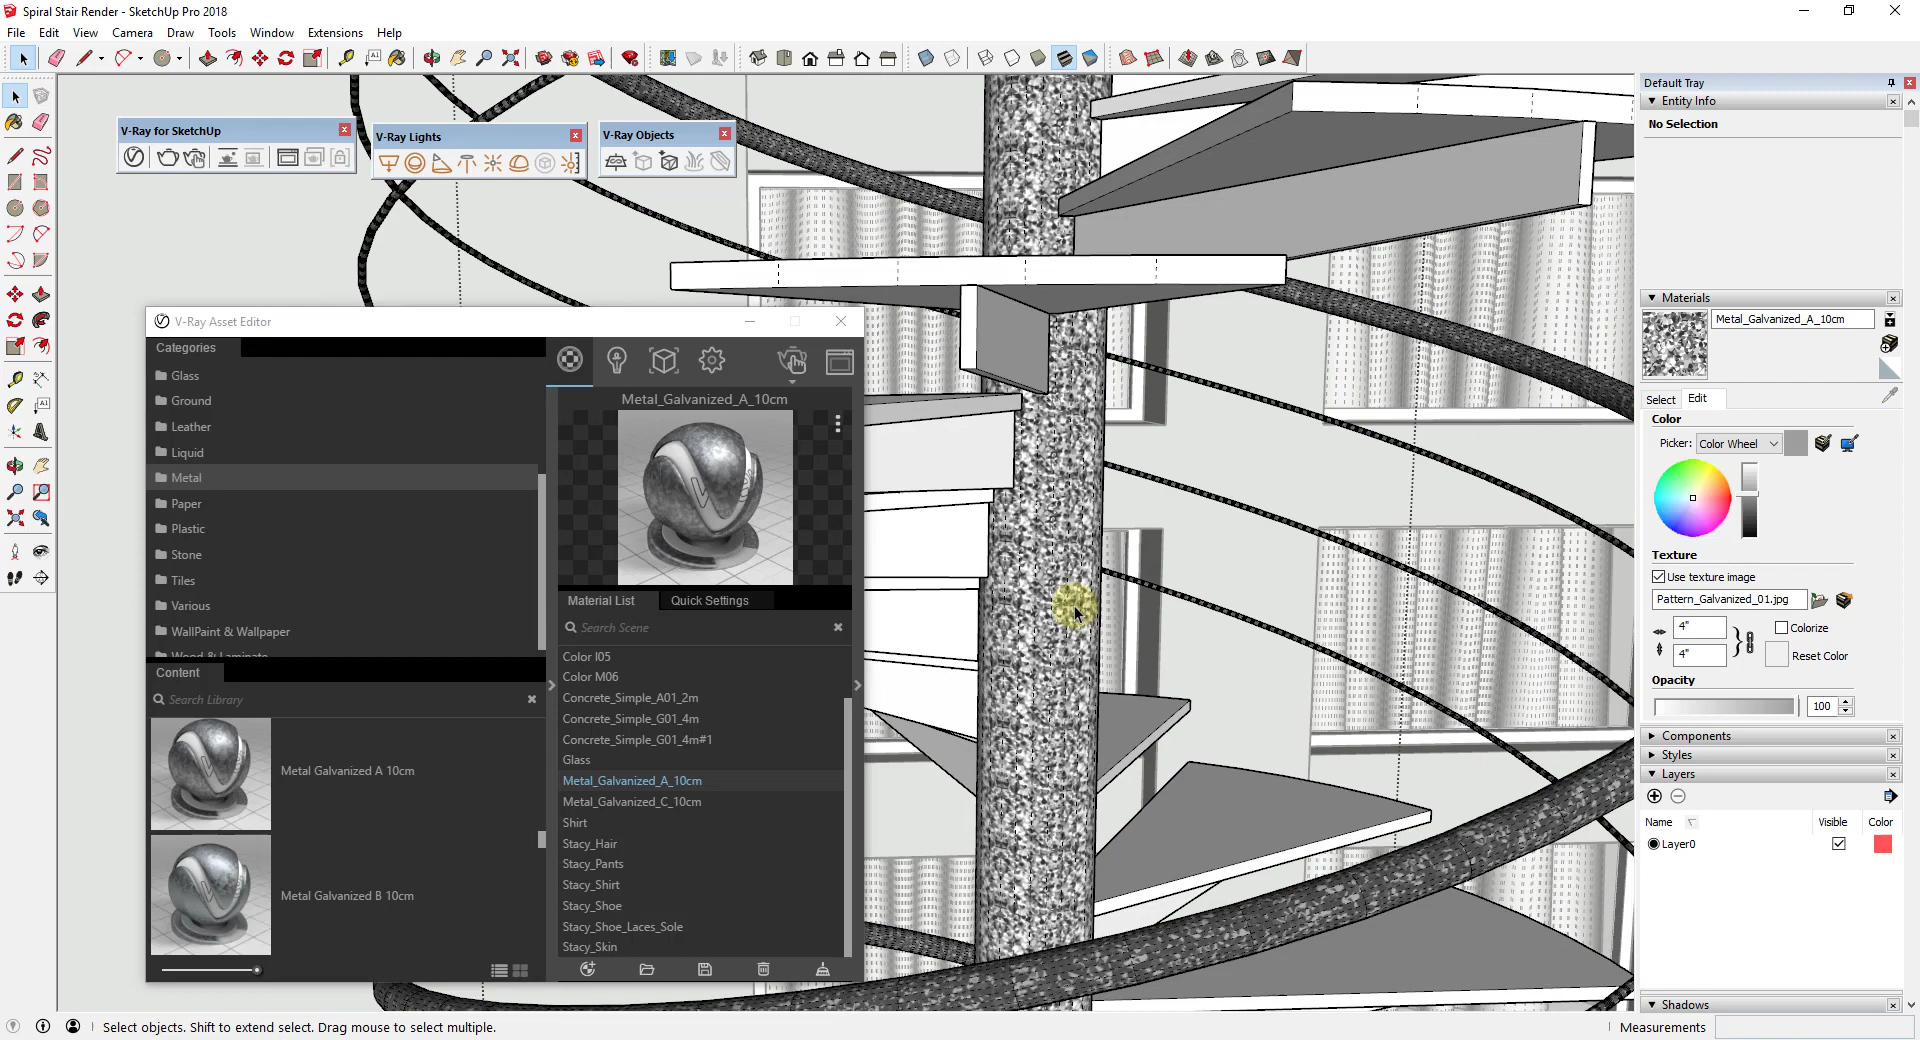 Spiral Stair Render - SketchUp Pro 2018
File Edit View Camera Draw Tools Window Extensions Help
V-Ray for SketchUp
V-Ray Lights
V-Ray Objects
V-Ray Asset Editor
Categories
Glass
Ground
Leather
Liquid
Metal
Paper
Plastic
Stone
Tiles
Various
WallPaint & Wallpaper
Wood & Laminate
Content
Search Library
Metal Galvanized A 10cm
Metal Galvanized B 10cm
Metal_Galvanized_A_10cm
Material List Quick Settings
Search Scene
Color I05
Color M06
Concrete_Simple_A01_2m
Concrete_Simple_G01_4m
Concrete_Simple_G01_4m#1
Glass
Metal_Galvanized_A_10cm
Metal_Galvanized_C_10cm
Shirt
Stacy_Hair
Stacy_Pants
Stacy_Shirt
Stacy_Shoe
Stacy_Shoe_Laces_Sole
Stacy_Skin
Default Tray
Entity Info
No Selection
Materials
Metal_Galvanized_A_10cm
Select Edit
Color
Picker: Color Wheel
Texture
Use texture image
Pattern_Galvanized_01.jpg
4"
Colorize
4"
Reset Color
Opacity
100
Components
Styles
Layers
Name Visible Color
Layer0
Shadows
Select objects. Shift to extend select. Drag mouse to select multiple.
Measurements